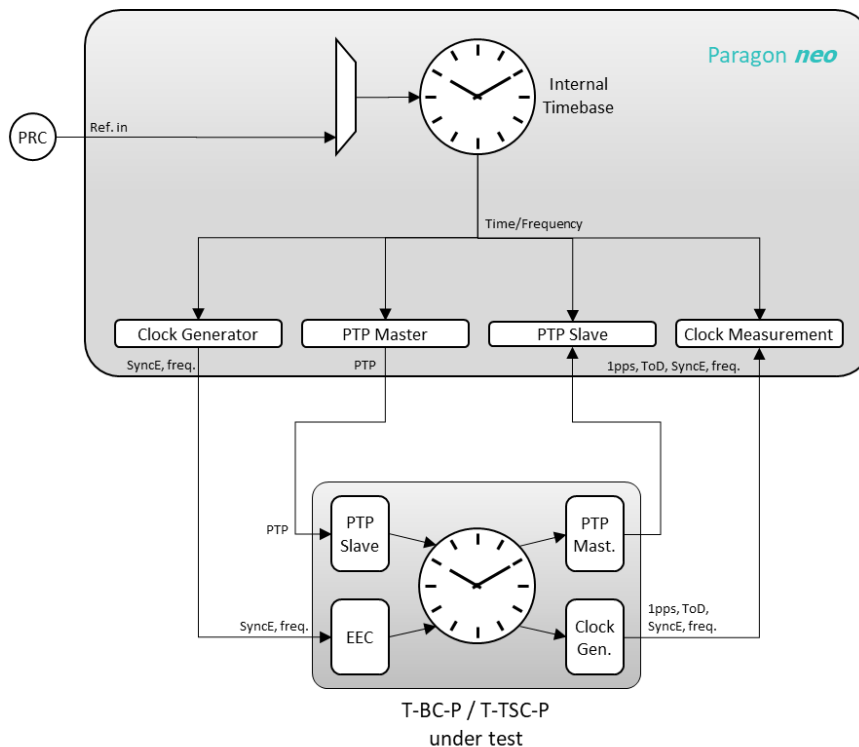 Paragon neo
Internal
Timebase
PRC
Ref. in
Time/Frequency
Clock Generator
PTP Master
PTP Slave
Clock Measurement
SyncE, freq.
PTP
1pps, ToD, SyncE, freq.
PTP
PTP
Slave
PTP
Mast.
SyncE, freq.
EEC
Clock
Gen.
1pps, ToD,
SyncE, freq.
T-BC-P / T-TSC-P
under test